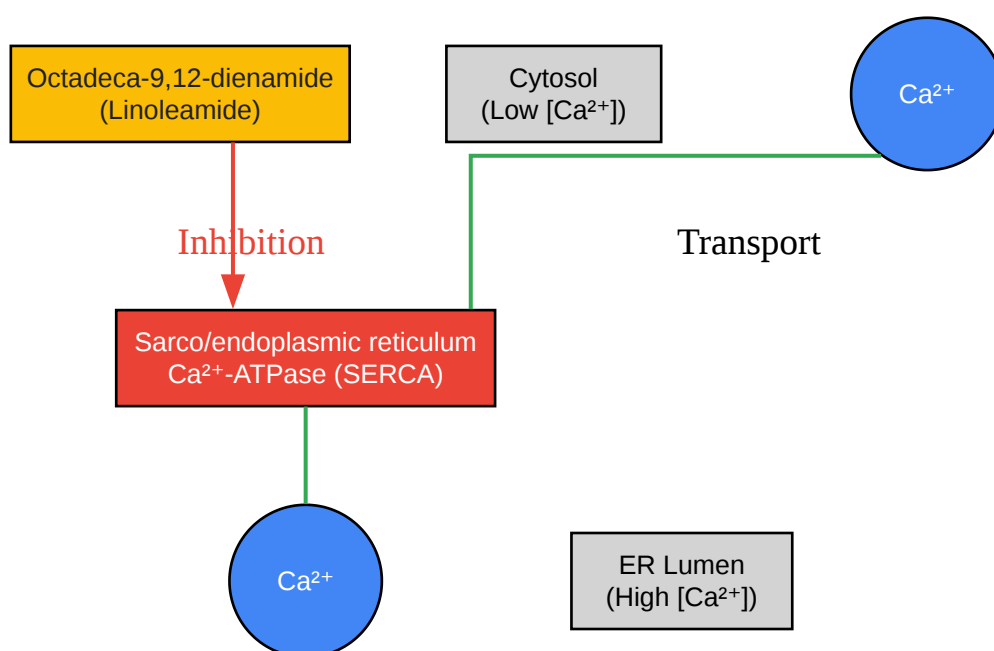 Octadeca-9,12-dienamide
(Linoleamide)
Cytosol
(Low [Ca²⁺])
Ca²⁺
Inhibition
Transport
Sarco/endoplasmic reticulum
Ca²⁺-ATPase (SERCA)
Ca²⁺
ER Lumen
(High [Ca²⁺])